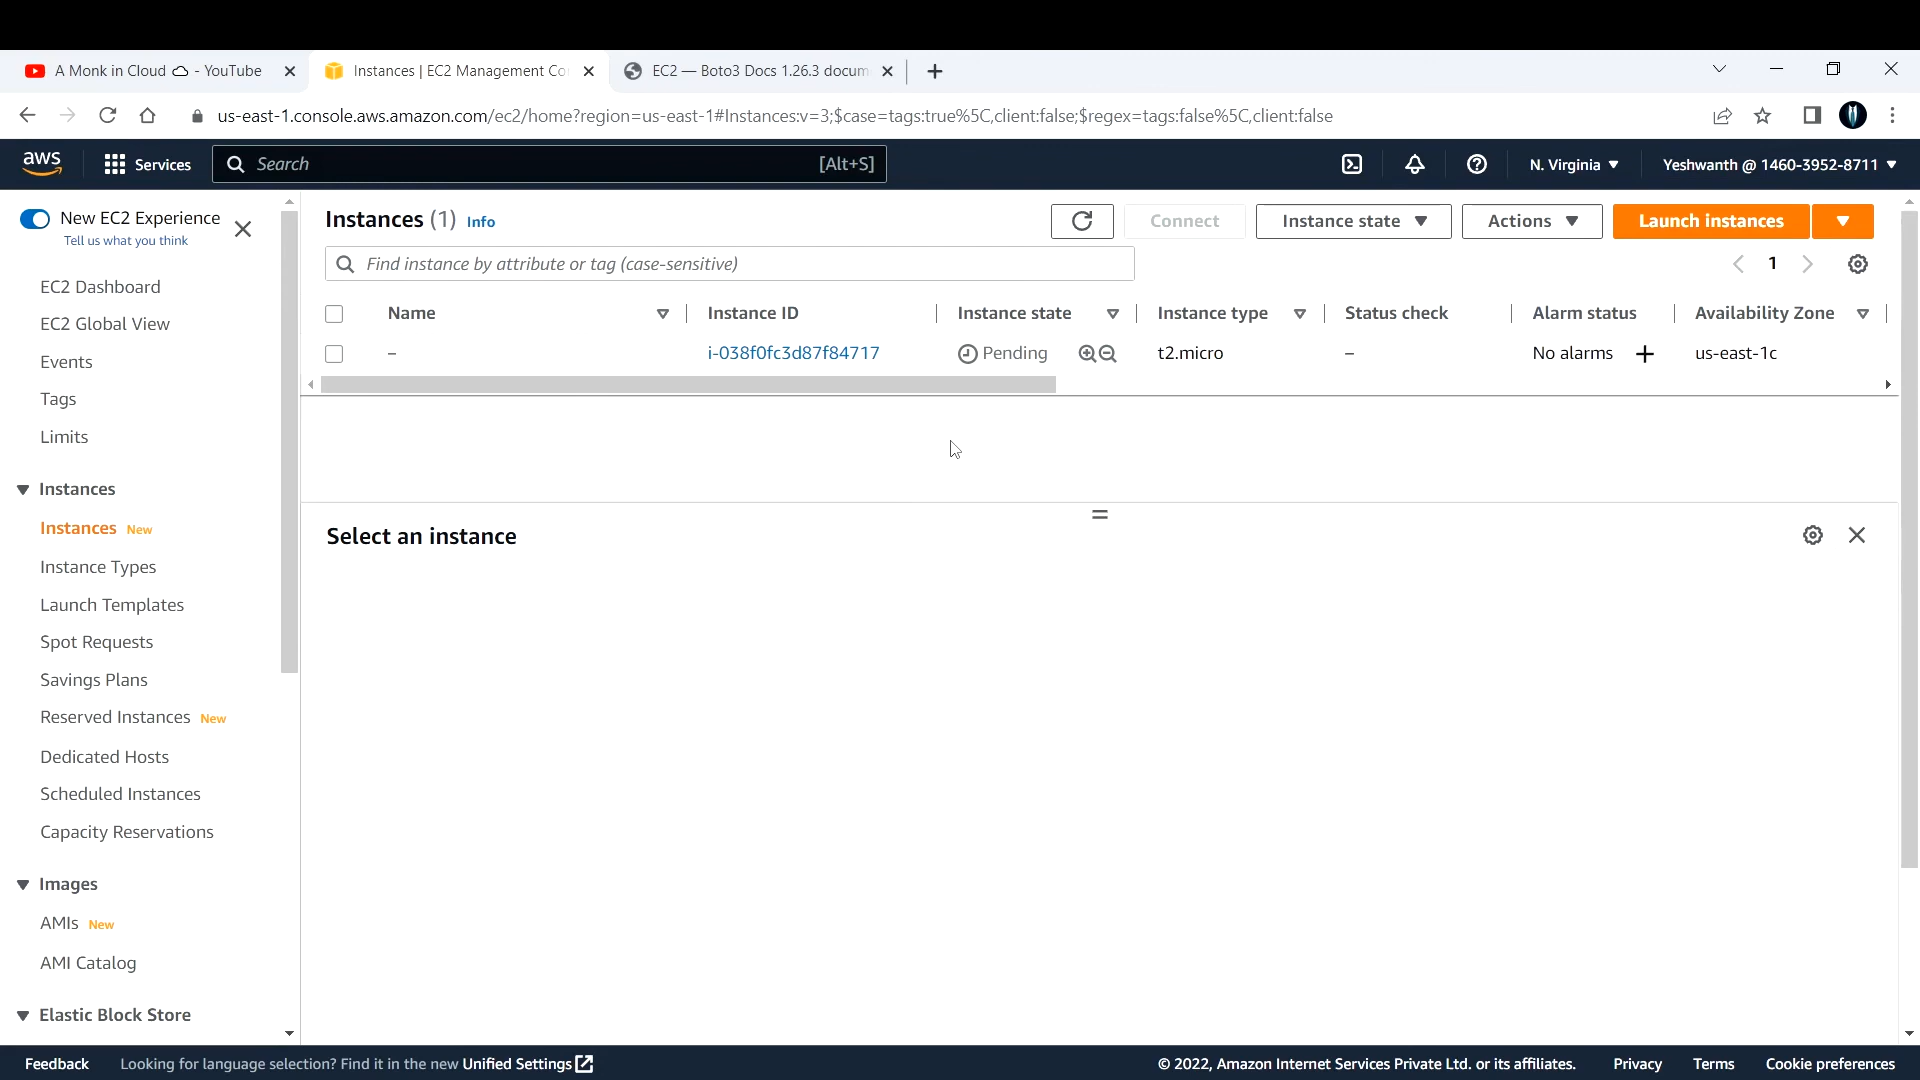 A Monk in Cloud - YouTube
Instances | EC2 Management Co
EC2 — Boto3 Docs 1.26.3 docum
us-east-1.console.aws.amazon.com/ec2/home?region=us-east-1#Instances:v=3;$case=tags:true%5C,client:false;$regex=tags:false%5C,client:false
aws
Services
Search
[Alt+S]
N. Virginia
Yeshwanth @ 1460-3952-8711
New EC2 Experience
Tell us what you think
EC2 Dashboard
EC2 Global View
Events
Tags
Limits
Instances
Instances New
Instance Types
Launch Templates
Spot Requests
Savings Plans
Reserved Instances New
Dedicated Hosts
Scheduled Instances
Capacity Reservations
Images
AMIs New
AMI Catalog
Elastic Block Store
Instances (1) Info
Connect
Instance state
Actions
Launch instances
Find instance by attribute or tag (case-sensitive)
1
Name Instance ID Instance state Instance type Status check Alarm status Availability Zone
– i-038f0fc3d87f84717 Pending t2.micro – No alarms + us-east-1c
Select an instance
Feedback
Looking for language selection? Find it in the new Unified Settings
© 2022, Amazon Internet Services Private Ltd. or its affiliates.
Privacy
Terms
Cookie preferences